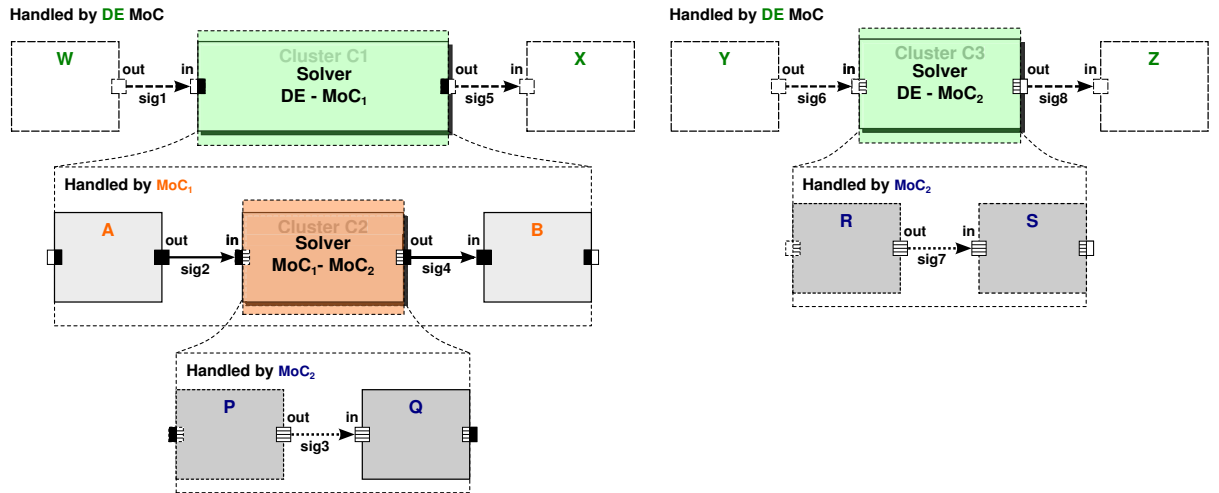 Handled by DE MoC
W
out
in
sig1
Cluster C1
Solver
DE - MoC₁
out
in
sig5
X
Handled by MoC₁
A
out
in
sig2
Cluster C2
Solver
MoC₁- MoC₂
out
in
sig4
B
Handled by MoC₂
P
out
in
sig3
Q
Handled by DE MoC
Y
out
in
sig6
Cluster C3
Solver
DE - MoC₂
out
in
sig8
Z
Handled by MoC₂
R
out
in
sig7
S